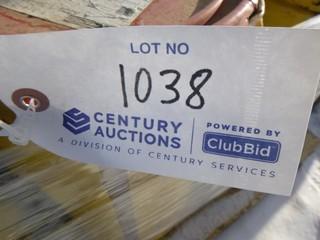 LOT NO
1038
CENTURY
AUCTIONS
POWERED BY
ClubBid
A DIVISION OF CENTURY SERVICES